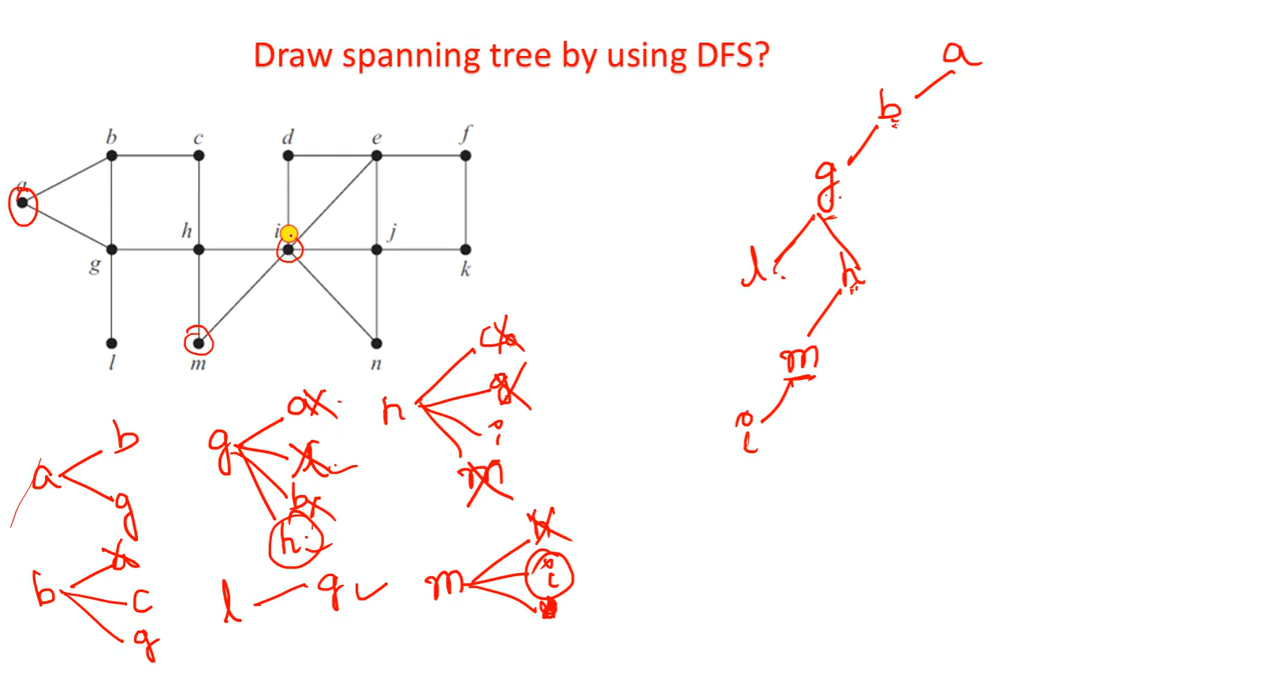 Draw spanning tree by using DFS?
a
b
g
l h
m
i
b c d e f
a
h i j
g k
l m n
a b
g
b c
g
g a
b
h
l g
h g
i
m
m i